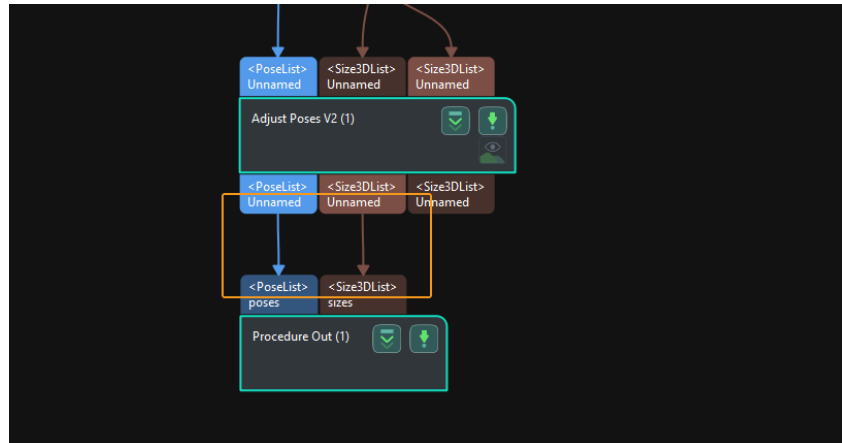 <PoseList> <Size3DList> <Size3DList>
Unnamed Unnamed Unnamed
Adjust Poses V2 (1)
<PoseList> <Size3DList> <Size3DList>
Unnamed Unnamed Unnamed
<PoseList> <Size3DList>
poses sizes
Procedure Out (1)